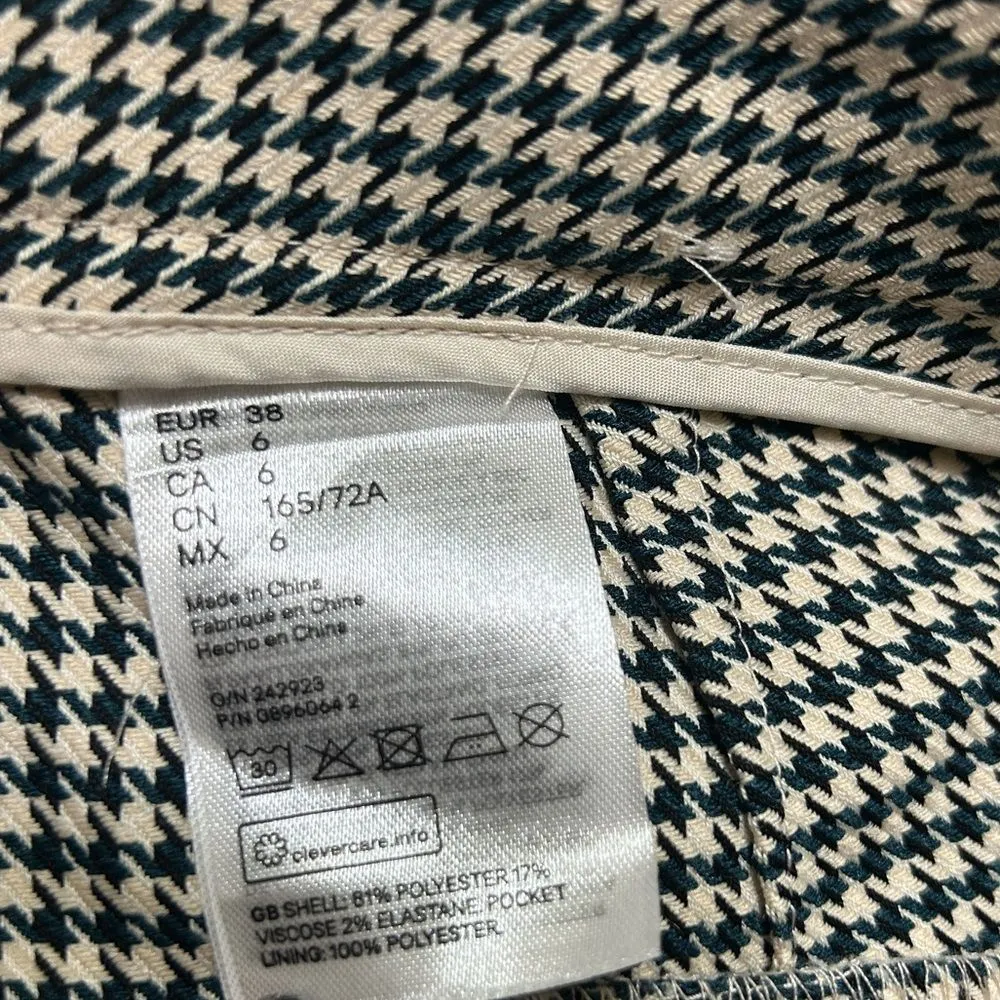 EUR 38
US 6
CA 6
CN 165/72A
MX 6
Made in China
Fabriqué en Chine
Hecho en China
O/N 242923
P/N 0896064 2
30
clevercare.info
GB SHELL: 81% POLYESTER 17%
VISCOSE 2% ELASTANE. POCKET
LINING: 100% POLYESTER.